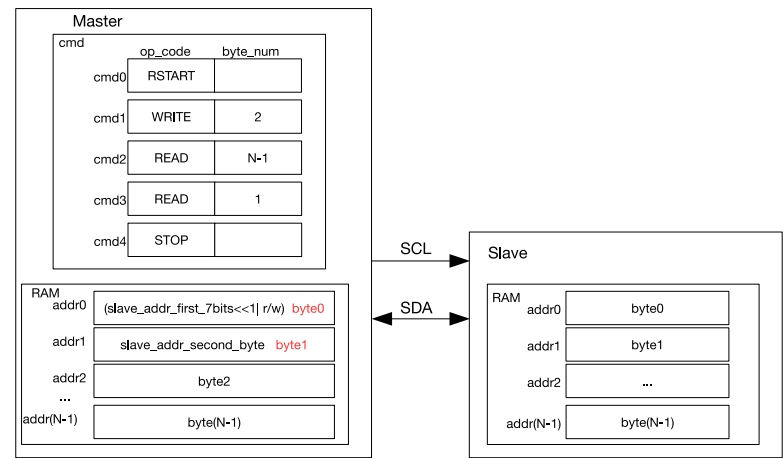 Master
cmd
op_code byte_num
cmd0 RSTART
cmd1 WRITE 2
cmd2 READ N-1
cmd3 READ 1
cmd4 STOP
SCL
SDA
Slave
RAM
addr0 (slave_addr_first_7bits<<1| r/w) byte0
addr1 slave_addr_second_byte byte1
addr2 byte2
...
addr(N-1) byte(N-1)
RAM
addr0 byte0
addr1 byte1
addr2 ...
addr(N-1) byte(N-1)